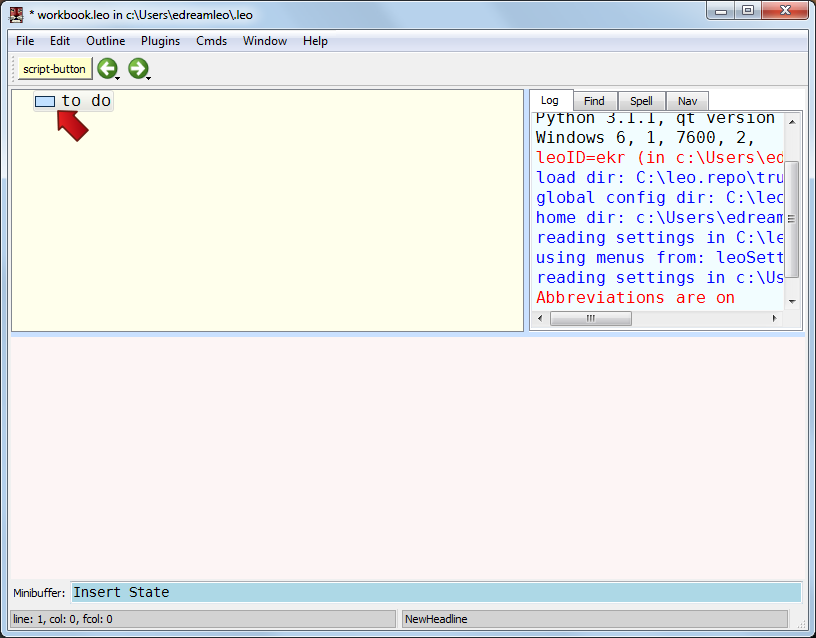 * workbook.leo in c:\Users\edreamleo\.leo
File Edit Outline Plugins Cmds Window Help
script-button
to do
Log Find Spell Nav
Python 3.1.1, qt version
Windows 6, 1, 7600, 2,
leoID=ekr (in c:\Users\ed
load dir: C:\leo.repo\tru
global config dir: C:\leo
home dir: c:\Users\edream
reading settings in C:\le
using menus from: leoSett
reading settings in c:\Us
Abbreviations are on
Minibuffer: Insert State
line: 1, col: 0, fcol: 0
NewHeadline